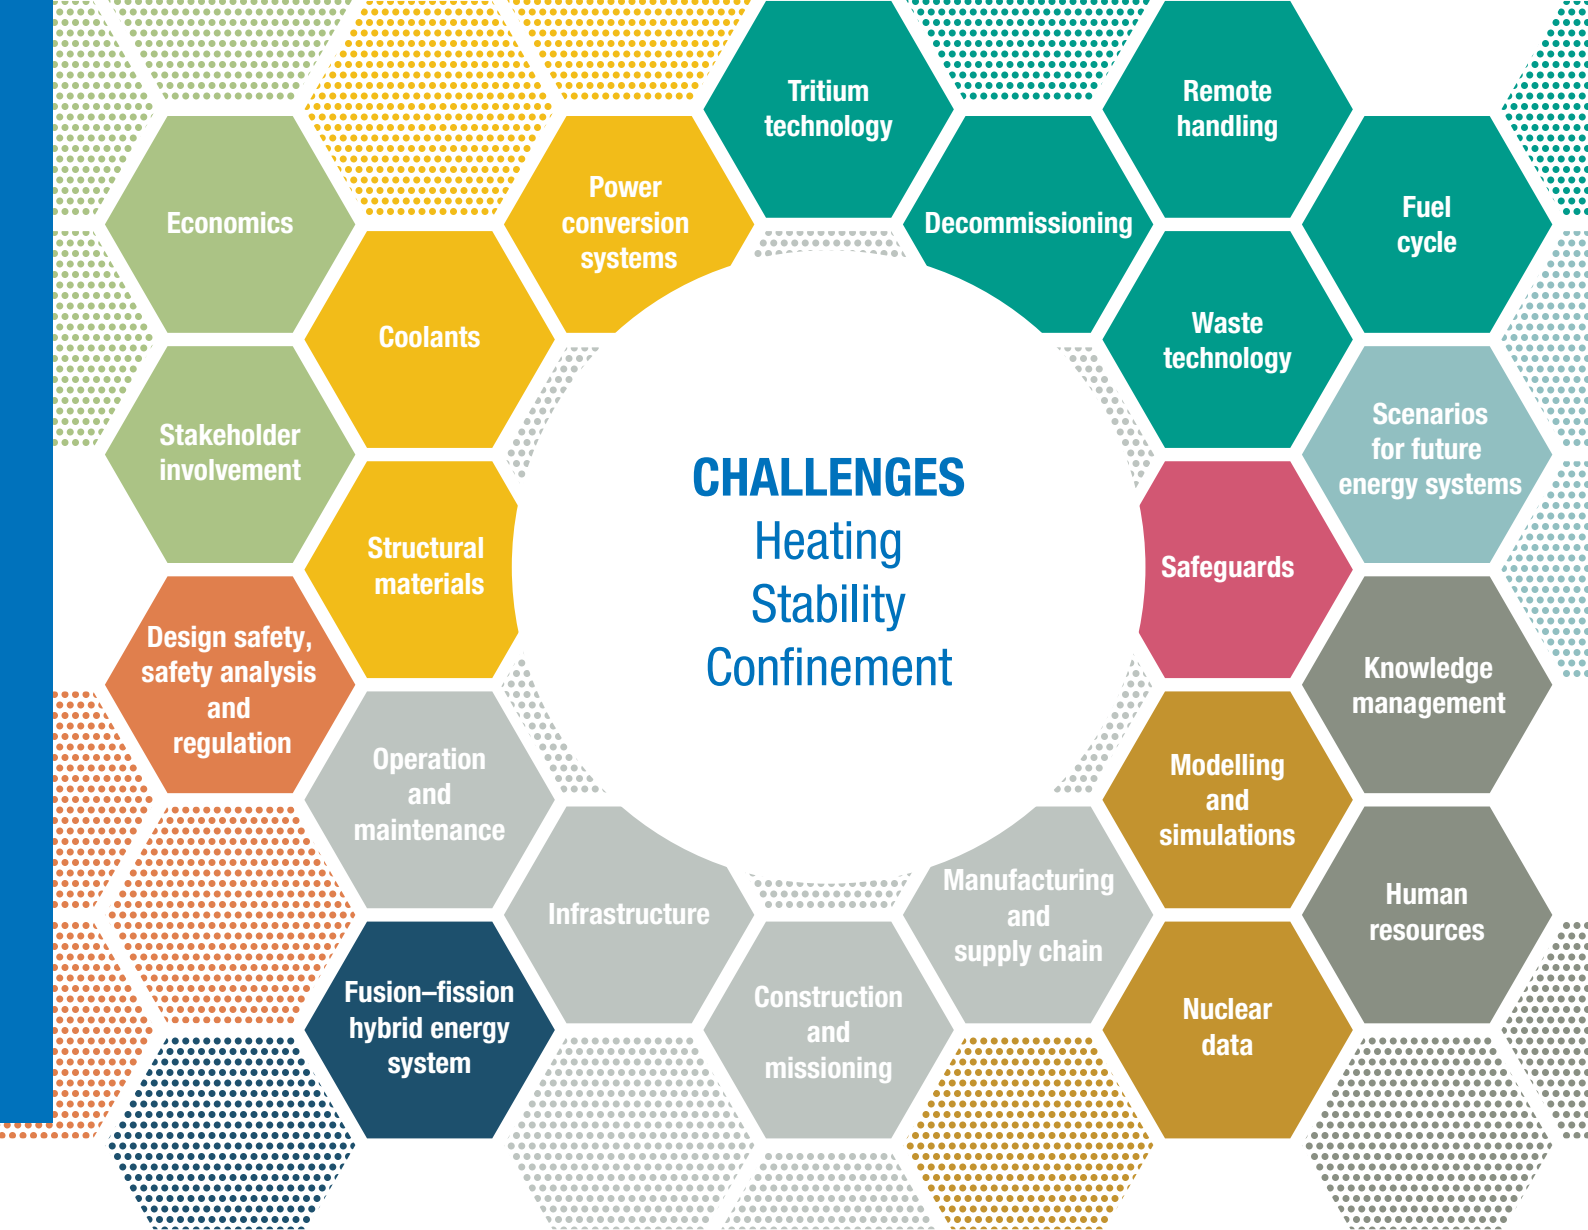 Tritium
technology
Remote
handling
Power
conversion
systems
Economics
Decommissioning
Fuel
cycle
Coolants
Waste
technology
Stakeholder
involvement
Scenarios
for future
energy systems
CHALLENGES
Heating
Stability
Confinement
Structural
materials
Safeguards
Design safety,
safety analysis
and
regulation
Knowledge
management
Operation
and
maintenance
Modelling
and
simulations
Infrastructure
Manufacturing
and
supply chain
Human
resources
Fusion–fission
hybrid energy
system
Construction
and
missioning
Nuclear
data